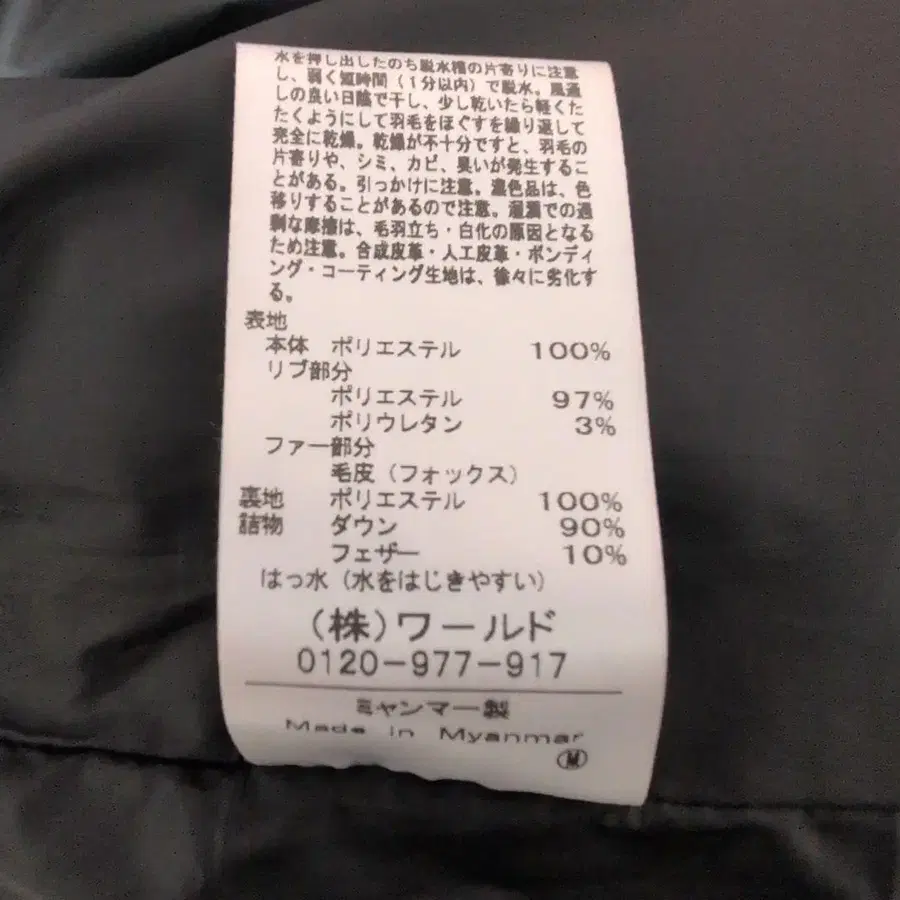 水を押し出したのち脱水槽の片寄りに注意
し、弱く短時間（1分以内）で脱水。風通
しの良い日陰で干し、少し乾いたら軽くた
たくようにして羽毛をほぐすを繰り返して
完全に乾燥。乾燥が不十分ですと、羽毛の
片寄りや、シミ、カビ、臭いが発生するこ
とがある。引っかけに注意。濃色品は、色
移りすることがあるので注意。湿潤での過
剰な摩擦は、毛羽立ち・白化の原因となる
ため注意。合成皮革・人工皮革・ボンディ
ング・コーティング生地は、徐々に劣化す
る。
表地
本体 ポリエステル 100%
リブ部分
ポリエステル 97%
ポリウレタン 3%
ファー部分
毛皮（フォックス）
裏地 ポリエステル 100%
詰物 ダウン 90%
フェザー 10%
はっ水（水をはじきやすい）
（株）ワールド
0120-977-917
ミャンマー製
Made in Myanmar
M